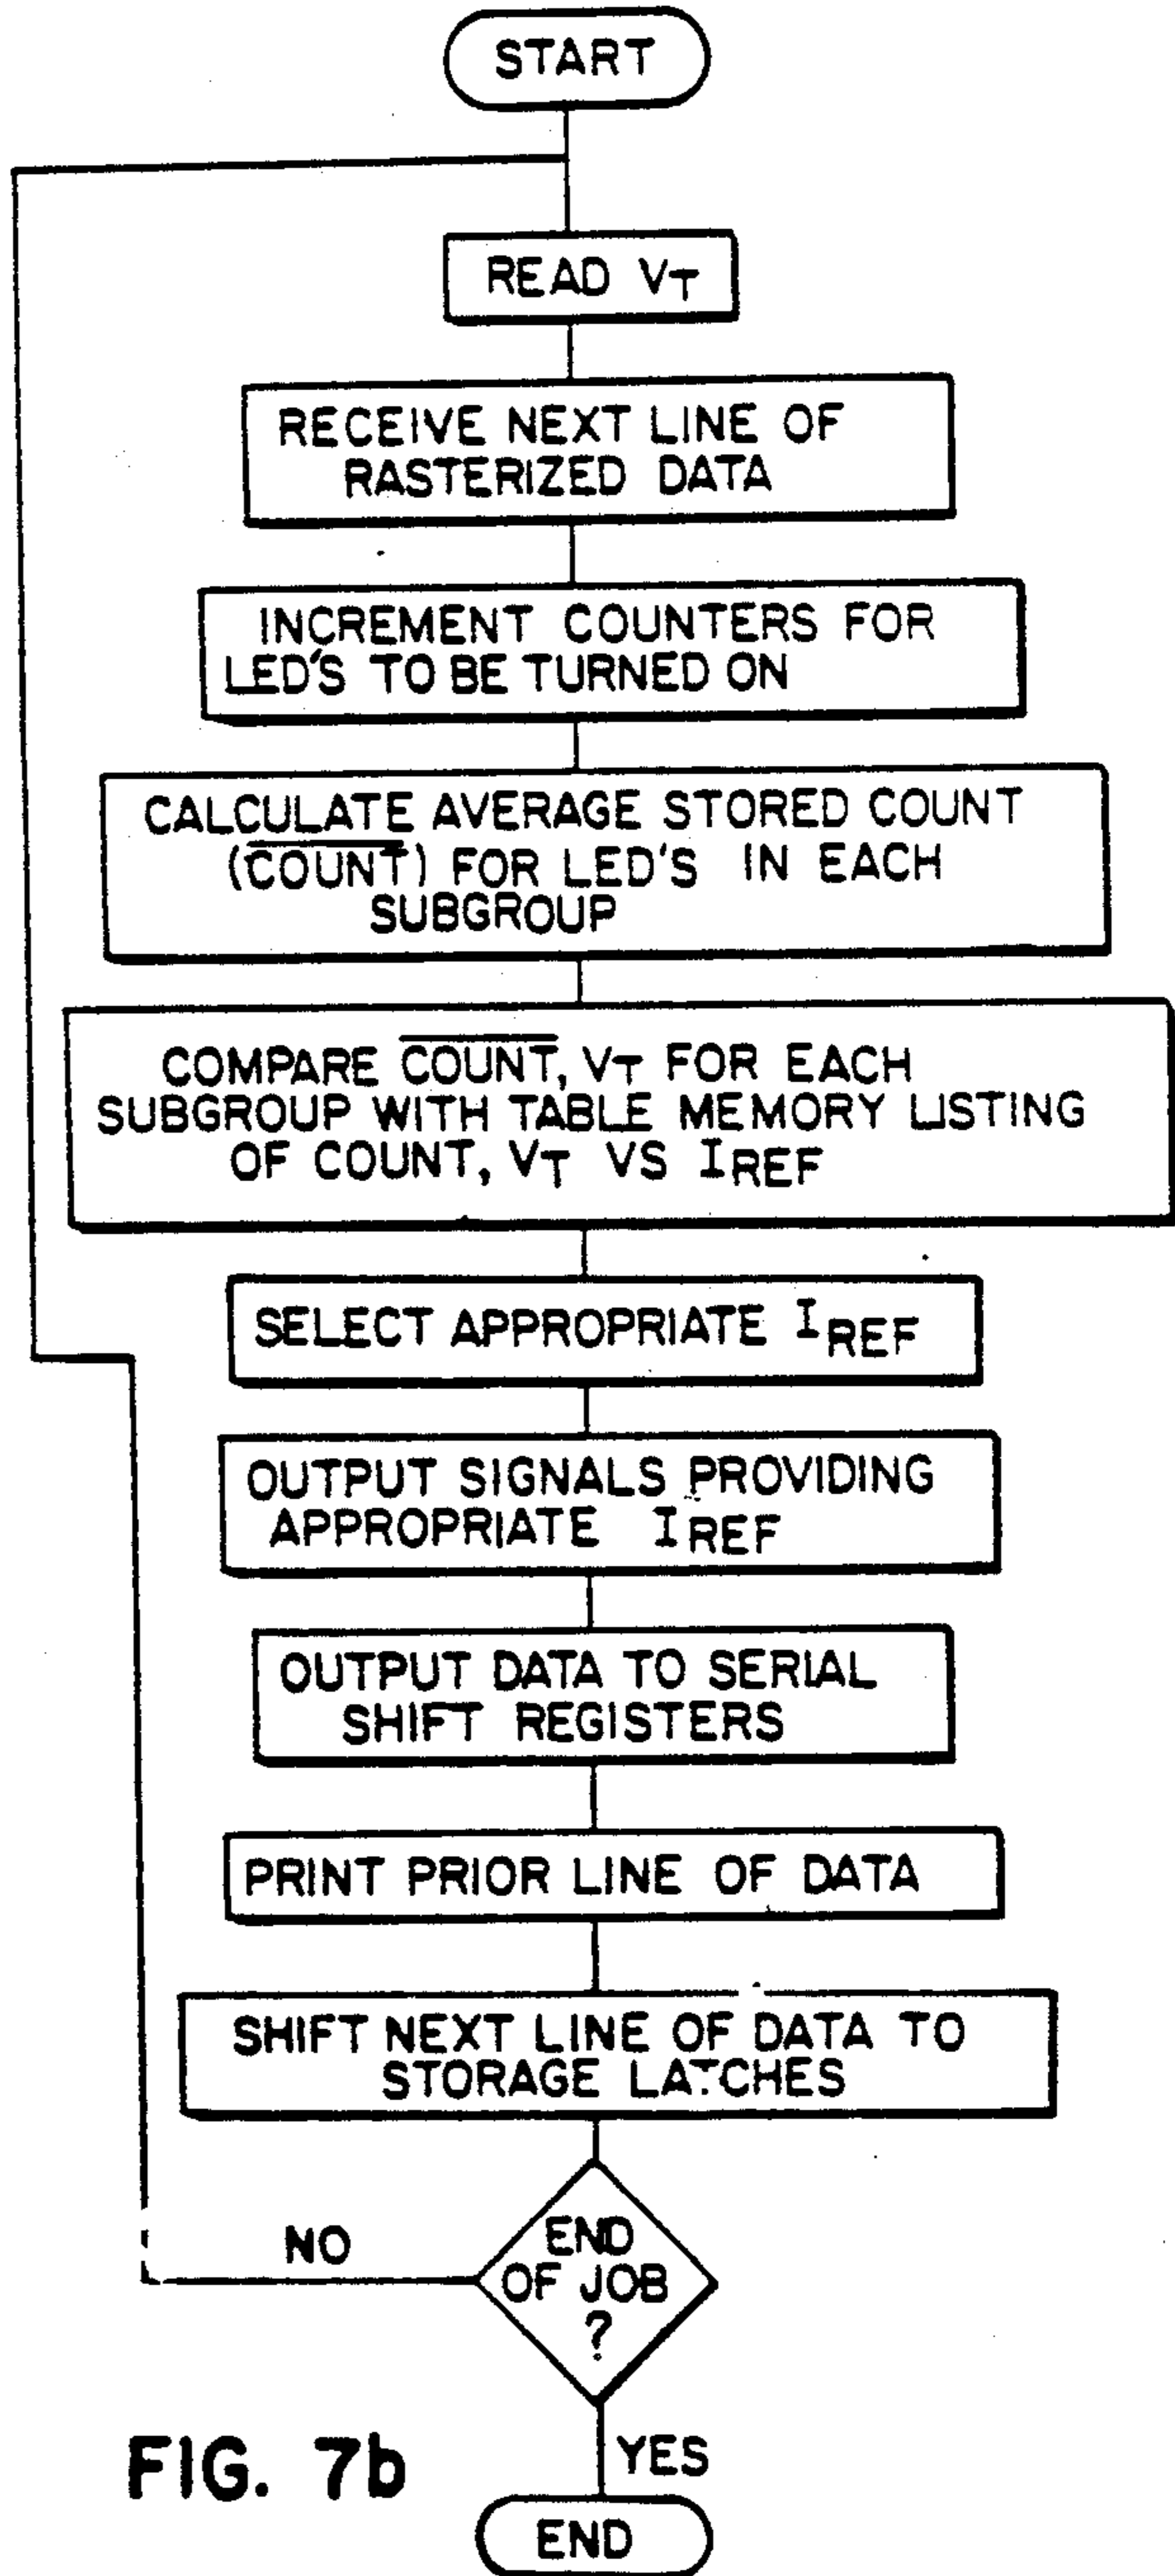 START
READ VT
RECEIVE NEXT LINE OF
RASTERIZED DATA
INCREMENT COUNTERS FOR
LED'S TO BE TURNED ON
CALCULATE AVERAGE STORED COUNT
(C̅O̅U̅N̅T̅) FOR LED'S IN EACH
SUBGROUP
COMPARE C̅O̅U̅N̅T̅, VT FOR EACH
SUBGROUP WITH TABLE MEMORY LISTING
OF COUNT, VT VS IREF
SELECT APPROPRIATE IREF
OUTPUT SIGNALS PROVIDING
APPROPRIATE IREF
OUTPUT DATA TO SERIAL
SHIFT REGISTERS
PRINT PRIOR LINE OF DATA
SHIFT NEXT LINE OF DATA TO
STORAGE LATCHES
END
OF JOB
?
NO
YES
END
FIG. 7b